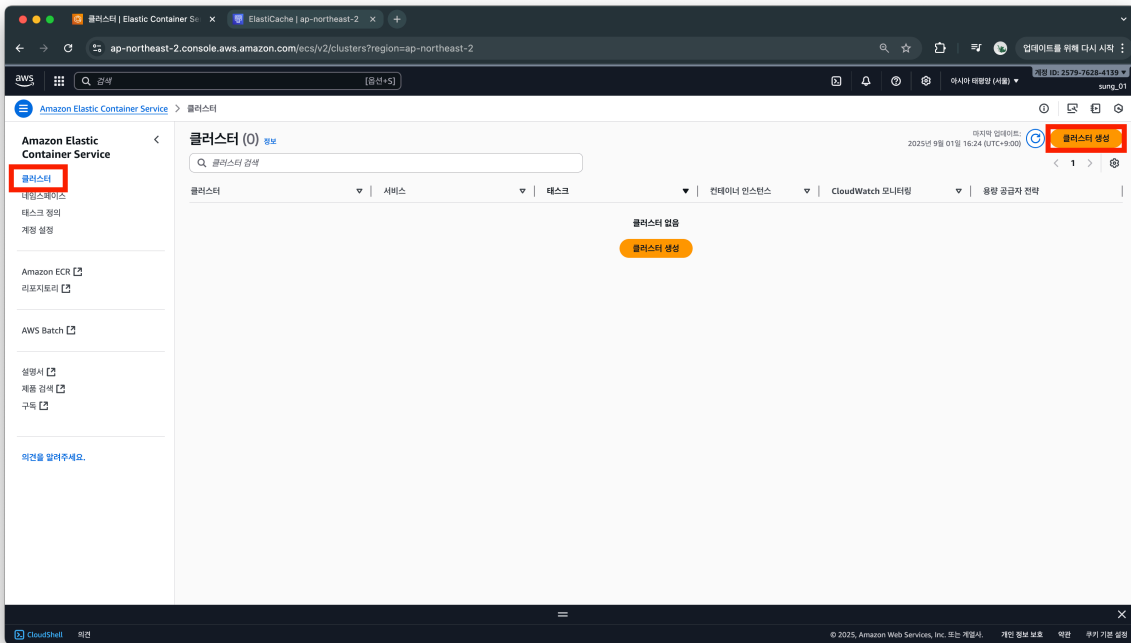 클러스터 | Elastic Container Se
ElastiCache | ap-northeast-2
ap-northeast-2.console.aws.amazon.com/ecs/v2/clusters?region=ap-northeast-2
업데이트를 위해 다시 시작
aws
검색
[옵션+S]
아시아 태평양 (서울)
계정 ID: 2579-7628-4139
sung_01
Amazon Elastic Container Service > 클러스터
Amazon Elastic
Container Service
클러스터
네임스페이스
태스크 정의
계정 설정
Amazon ECR
리포지토리
AWS Batch
설명서
제품 검색
구독
의견을 알려주세요.
클러스터 (0) 정보
마지막 업데이트:
2025년 9월 01일 16:24 (UTC+9:00)
클러스터 생성
클러스터 검색
1
클러스터 서비스 태스크 컨테이너 인스턴스 CloudWatch 모니터링 용량 공급자 전략
클러스터 없음
클러스터 생성
CloudShell 의견
© 2025, Amazon Web Services, Inc. 또는 계열사. 개인 정보 보호 약관 쿠키 기본 설정